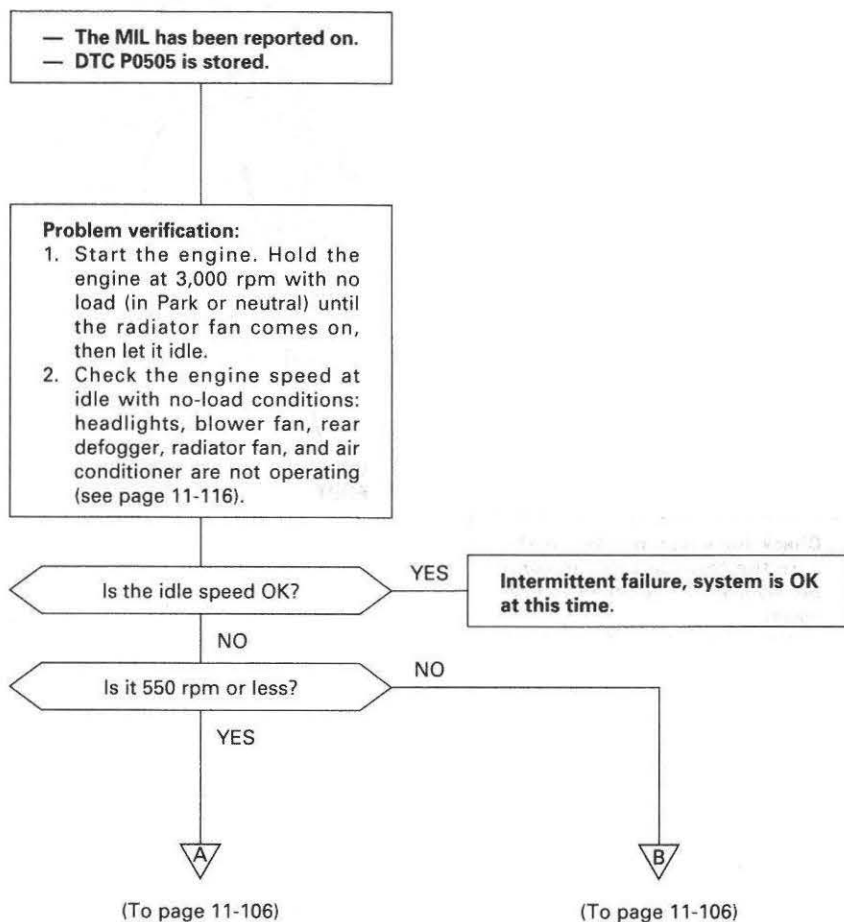 — The MIL has been reported on.
— DTC P0505 is stored.
Problem verification:
1. Start the engine. Hold the
engine at 3,000 rpm with no
load (in Park or neutral) until
the radiator fan comes on,
then let it idle.
2. Check the engine speed at
idle with no-load conditions:
headlights, blower fan, rear
defogger, radiator fan, and air
conditioner are not operating
(see page 11-116).
Is the idle speed OK?
YES
Intermittent failure, system is OK
at this time.
NO
Is it 550 rpm or less?
NO
YES
A
B
(To page 11-106)
(To page 11-106)